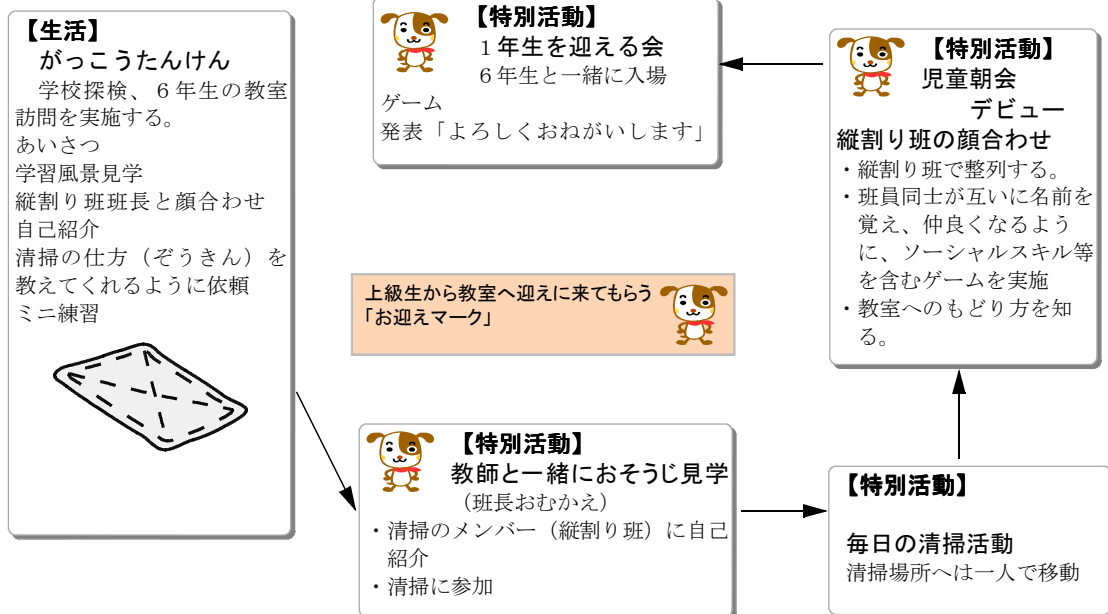 【生活】
がっこうたんけん
学校探検、６年生の教室
訪問を実施する。
あいさつ
学習風景見学
縦割り班班長と顔合わせ
自己紹介
清掃の仕方（ぞうきん）を
教えてくれるように依頼
ミニ練習
【特別活動】
１年生を迎える会
６年生と一緒に入場
ゲーム
発表「よろしくおねがいします」
【特別活動】
児童朝会
デビュー
縦割り班の顔合わせ
・縦割り班で整列する。
・班員同士が互いに名前を
覚え、仲良くなるよう
に、ソーシャルスキル等
を含むゲームを実施
・教室へのもどり方を知
る。
上級生から教室へ迎えに来てもらう
「お迎えマーク」
【特別活動】
教師と一緒におそうじ見学
（班長おむかえ）
・清掃のメンバー（縦割り班）に自己
紹介
・清掃に参加
【特別活動】
毎日の清掃活動
清掃場所へは一人で移動